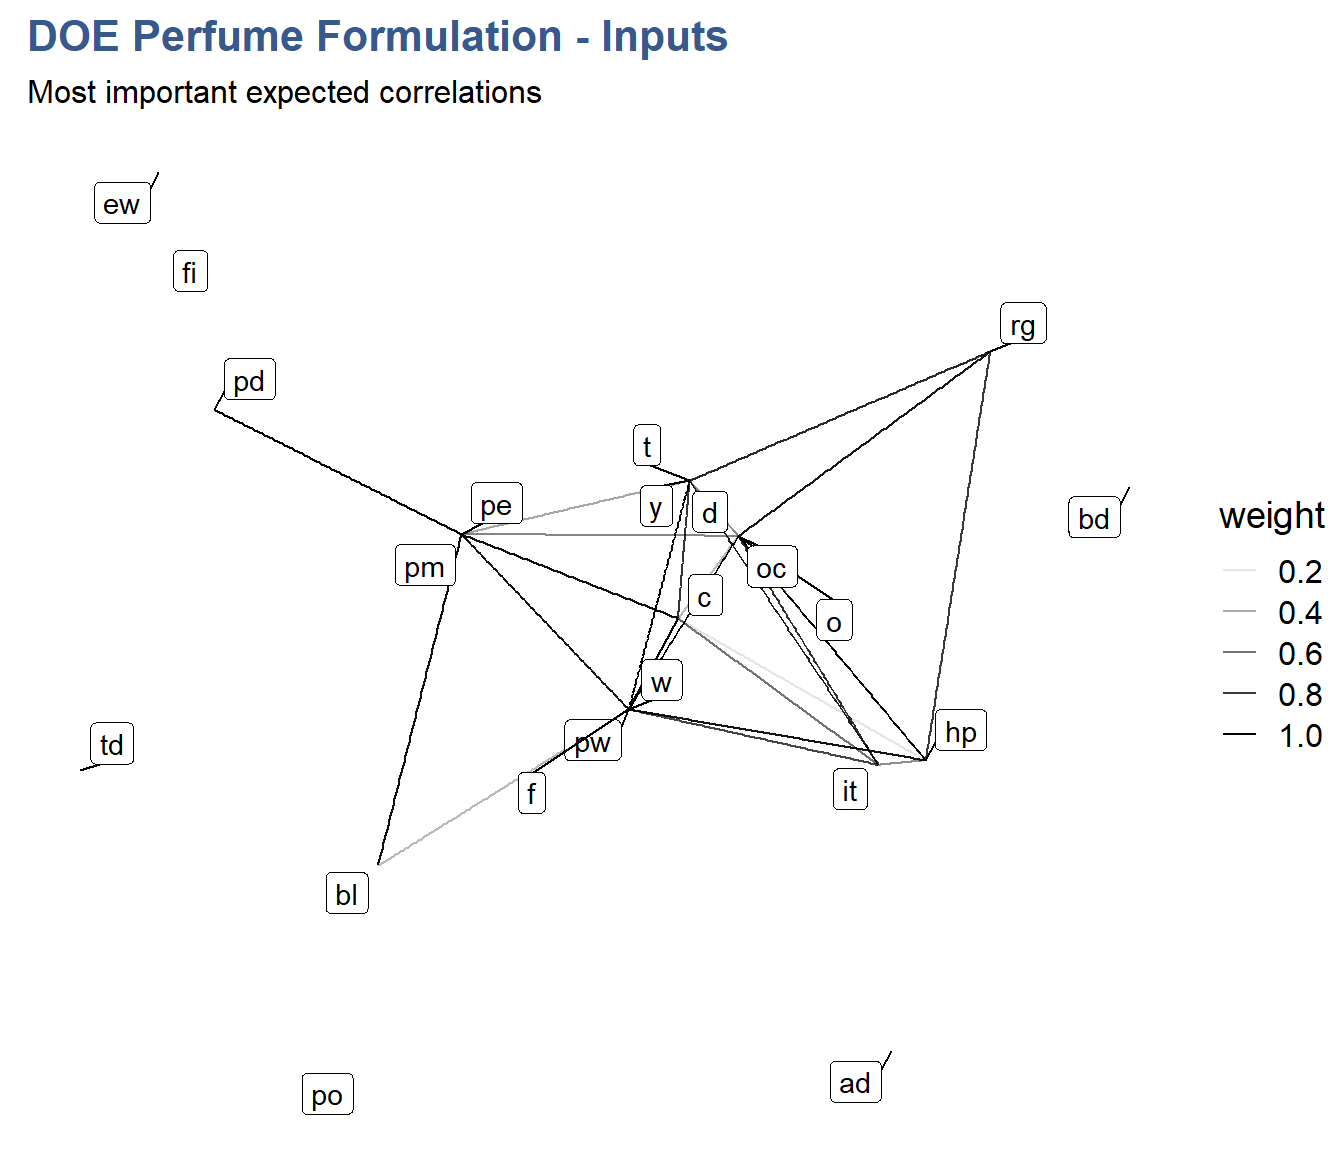 DOE Perfume Formulation - Inputs
Most important expected correlations
ew
fi
rg
pd
t
pe
y
d
bd
weight
pm
oc
0.2
c
0.4
o
w
0.6
0.8
hp
td
pw
1.0
f
it
bl
ad
po